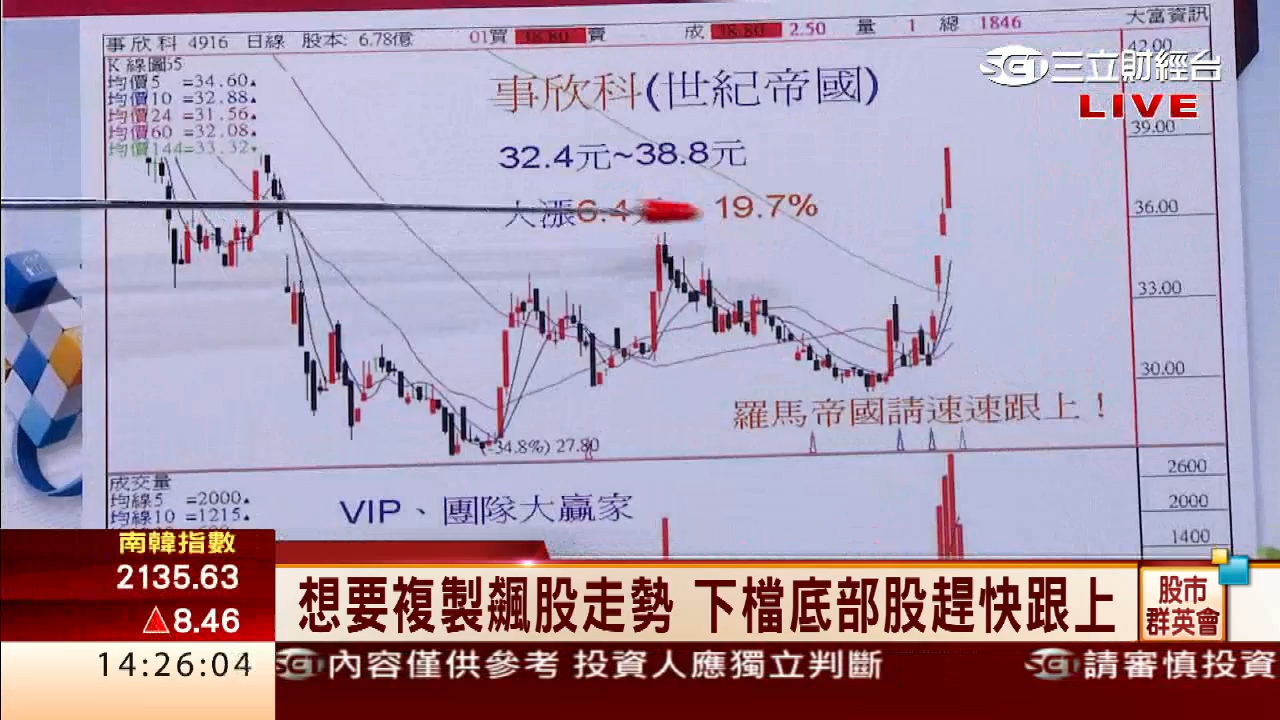 大富資訊
事欣科 4916 日線 股本: 6.78億 01買 38.80 賣 成 38.80 2.50 量 1 總 1846
K 線圖65
均價5 =34.60▲
均價10 =32.88▲
均價24 =31.56▲
均價60 =32.08▲
均價144=33.32▼
42.00
SET 三立財經台
LIVE
事欣科(世紀帝國)
39.00
32.4元~38.8元
36.00
大漲6.4元 19.7%
33.00
30.00
羅馬帝國請速速跟上!
(-34.8%) 27.80
成交量
均線5 =2000▲
均線10 =1215▲
VIP、團隊大贏家
2600
2000
1400
南韓指數
2135.63
▲8.46
想要複製飆股走勢 下檔底部股趕快跟上
股市
群英會
14:26:04
SET 內容僅供參考 投資人應獨立判斷 SET 請審慎投資